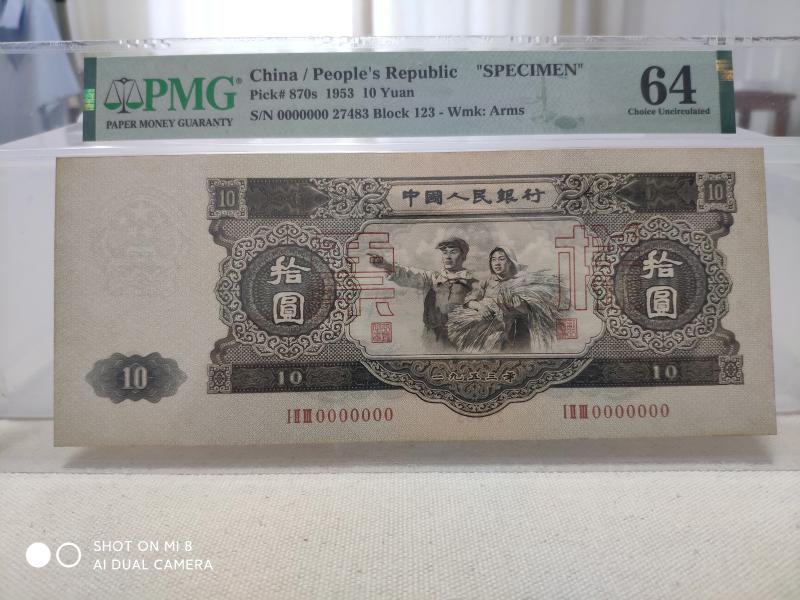 PMG®
PAPER MONEY GUARANTY
China / People's Republic "SPECIMEN"
Pick# 870s 1953 10 Yuan
S/N 0000000 27483 Block 123 - Wmk: Arms
64
Choice Uncirculated
10 中國人民銀行 10
拾圓
票樣
拾圓
10
10 一九五三年 10
I II III 0000000
I II III 0000000
SHOT ON MI 8
AI DUAL CAMERA